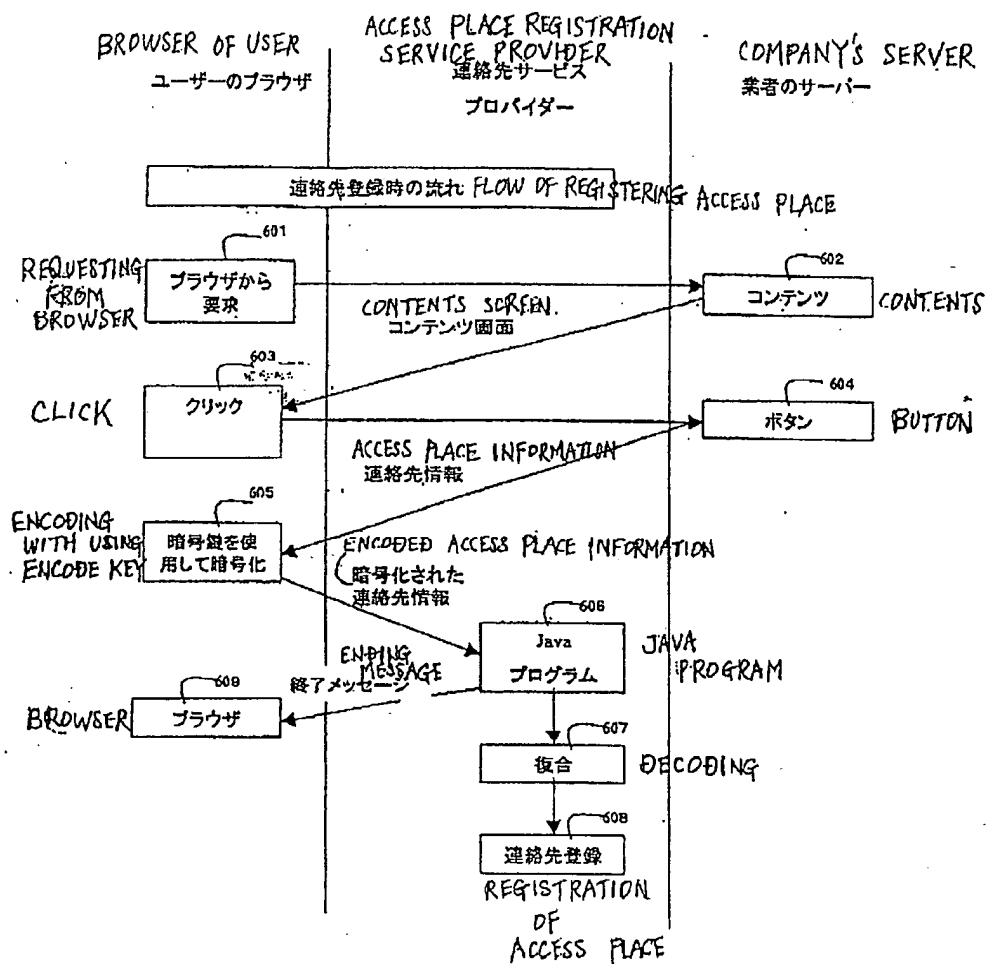 BROWSER OF USER
ユーザーのブラウザ
ACCESS PLACE REGISTRATION
SERVICE PROVIDER
連絡先サービス
プロバイダー
COMPANY'S SERVER
業者のサーバー
連絡先登録時の流れ FLOW OF REGISTERING ACCESS PLACE
REQUESTING
FROM
BROWSER
601
ブラウザから
要求
CONTENTS SCREEN.
コンテンツ画面
602
コンテンツ
CONTENTS
CLICK
603
クリック
604
ボタン
BUTTON
ACCESS PLACE INFORMATION
連絡先情報
ENCODING
WITH USING
ENCODE KEY
605
暗号鍵を使
用して暗号化
ENCODED ACCESS PLACE INFORMATION
暗号化された
連絡先情報
606
Java
プログラム
JAVA
PROGRAM
ENDING
MESSAGE
終了メッセージ
BROWSER
609
ブラウザ
607
復合
DECODING
608
連絡先登録
REGISTRATION
OF
ACCESS PLACE